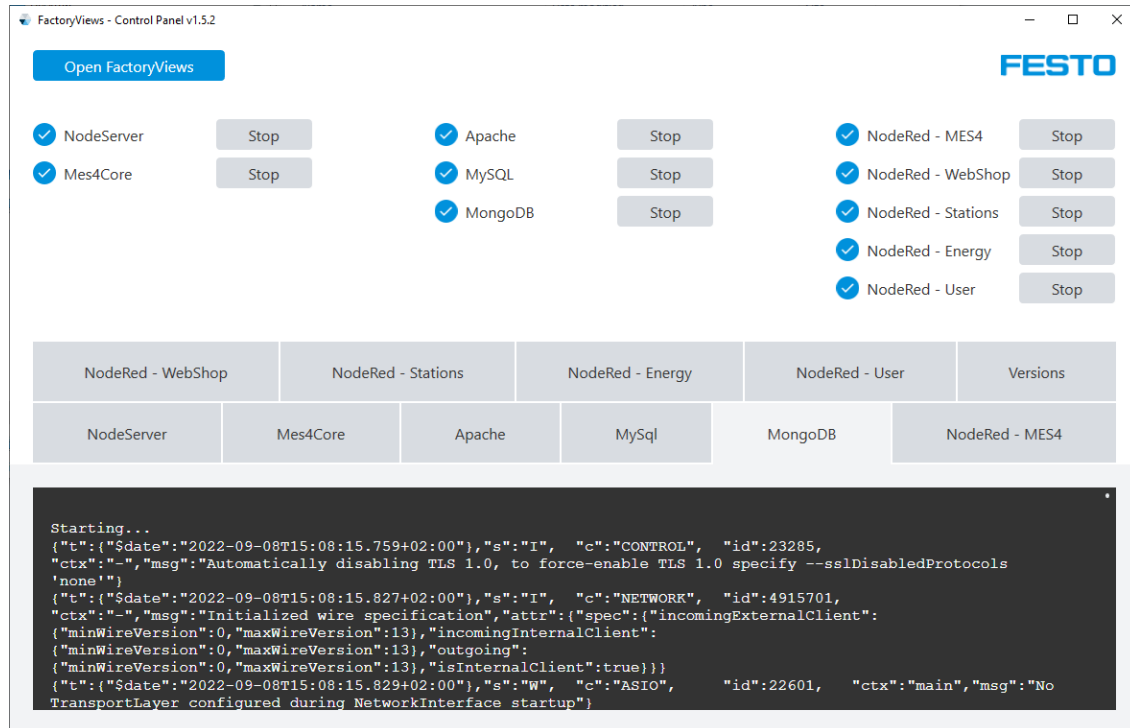 FactoryViews - Control Panel v1.5.2
Open FactoryViews
FESTO
NodeServer Stop Apache Stop NodeRed - MES4 Stop
Mes4Core Stop MySQL Stop NodeRed - WebShop Stop
MongoDB Stop NodeRed - Stations Stop
NodeRed - Energy Stop
NodeRed - User Stop
NodeRed - WebShop NodeRed - Stations NodeRed - Energy NodeRed - User Versions
NodeServer Mes4Core Apache MySql MongoDB NodeRed - MES4
Starting...
{"t":{"$date":"2022-09-08T15:08:15.759+02:00"},"s":"I",  "c":"CONTROL",  "id":23285,
"ctx":"-","msg":"Automatically disabling TLS 1.0, to force-enable TLS 1.0 specify --sslDisabledProtocols
'none'"}
{"t":{"$date":"2022-09-08T15:08:15.827+02:00"},"s":"I",  "c":"NETWORK",  "id":4915701,
"ctx":"-","msg":"Initialized wire specification","attr":{"spec":{"incomingExternalClient":
{"minWireVersion":0,"maxWireVersion":13},"incomingInternalClient":
{"minWireVersion":0,"maxWireVersion":13},"outgoing":
{"minWireVersion":0,"maxWireVersion":13},"isInternalClient":true}}}
{"t":{"$date":"2022-09-08T15:08:15.829+02:00"},"s":"W",  "c":"ASIO",     "id":22601,   "ctx":"main","msg":"No
TransportLayer configured during NetworkInterface startup"}